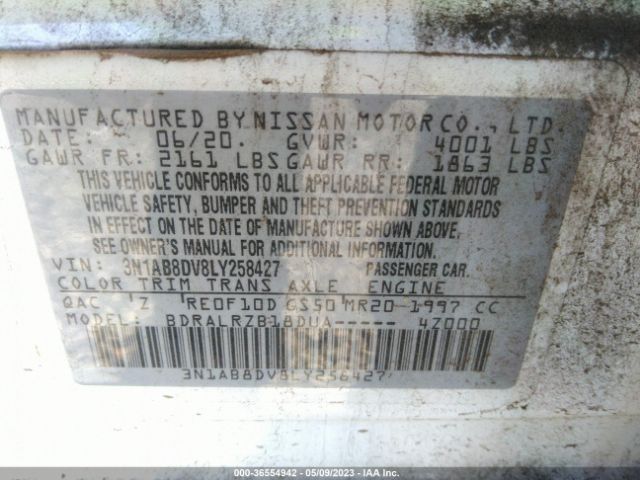 MANUFACTURED BY NISSAN MOTOR CO., LTD.
DATE: 06/20. GVWR: 4001 LBS
GAWR FR: 2161 LBS GAWR RR: 1863 LBS
THIS VEHICLE CONFORMS TO ALL APPLICABLE FEDERAL MOTOR
VEHICLE SAFETY, BUMPER AND THEFT PREVENTION STANDARDS
IN EFFECT ON THE DATE OF MANUFACTURE SHOWN ABOVE.
SEE OWNER'S MANUAL FOR ADDITIONAL INFORMATION.
VIN: 3N1AB8DV8LY258427 PASSENGER CAR.
COLOR TRIM TRANS AXLE ENGINE
QAC Z RE0F10D GS50 MR20-1997 CC
MODEL: BDRALRZB18DUA----- 4Z000
3N1AB8DV8LY258427
000-36554942 - 05/09/2023 - IAA Inc.